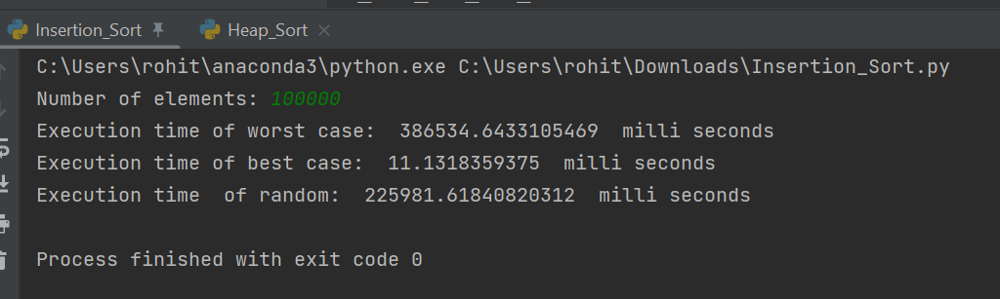 Insertion_Sort Heap_Sort
C:\Users\rohit\anaconda3\python.exe C:\Users\rohit\Downloads\Insertion_Sort.py
Number of elements: 100000
Execution time of worst case:  386534.6433105469  milli seconds
Execution time of best case:  11.1318359375  milli seconds
Execution time  of random:  225981.61840820312  milli seconds
Process finished with exit code 0